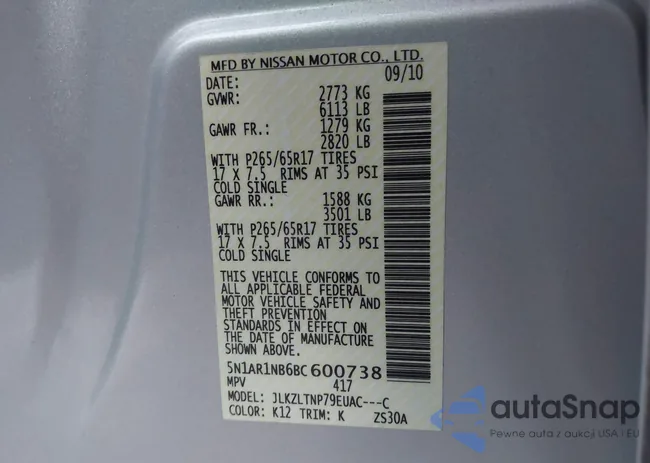 MFD BY NISSAN MOTOR CO., LTD.
DATE: 09/10
GVWR: 2773 KG
6113 LB
GAWR FR.: 1279 KG
2820 LB
WITH P265/65R17 TIRES
17 X 7.5 RIMS AT 35 PSI
COLD SINGLE
GAWR RR.: 1588 KG
3501 LB
WITH P265/65R17 TIRES
17 X 7.5 RIMS AT 35 PSI
COLD SINGLE
THIS VEHICLE CONFORMS TO
ALL APPLICABLE FEDERAL
MOTOR VEHICLE SAFETY AND
THEFT PREVENTION
STANDARDS IN EFFECT ON
THE DATE OF MANUFACTURE
SHOWN ABOVE.
5N1AR1NB6BC600738
MPV 417
MODEL: JLKZLTNP79EUAC---C
COLOR: K12 TRIM: K ZS30A
autoSnap
Pewne auta z aukcji USA i EU